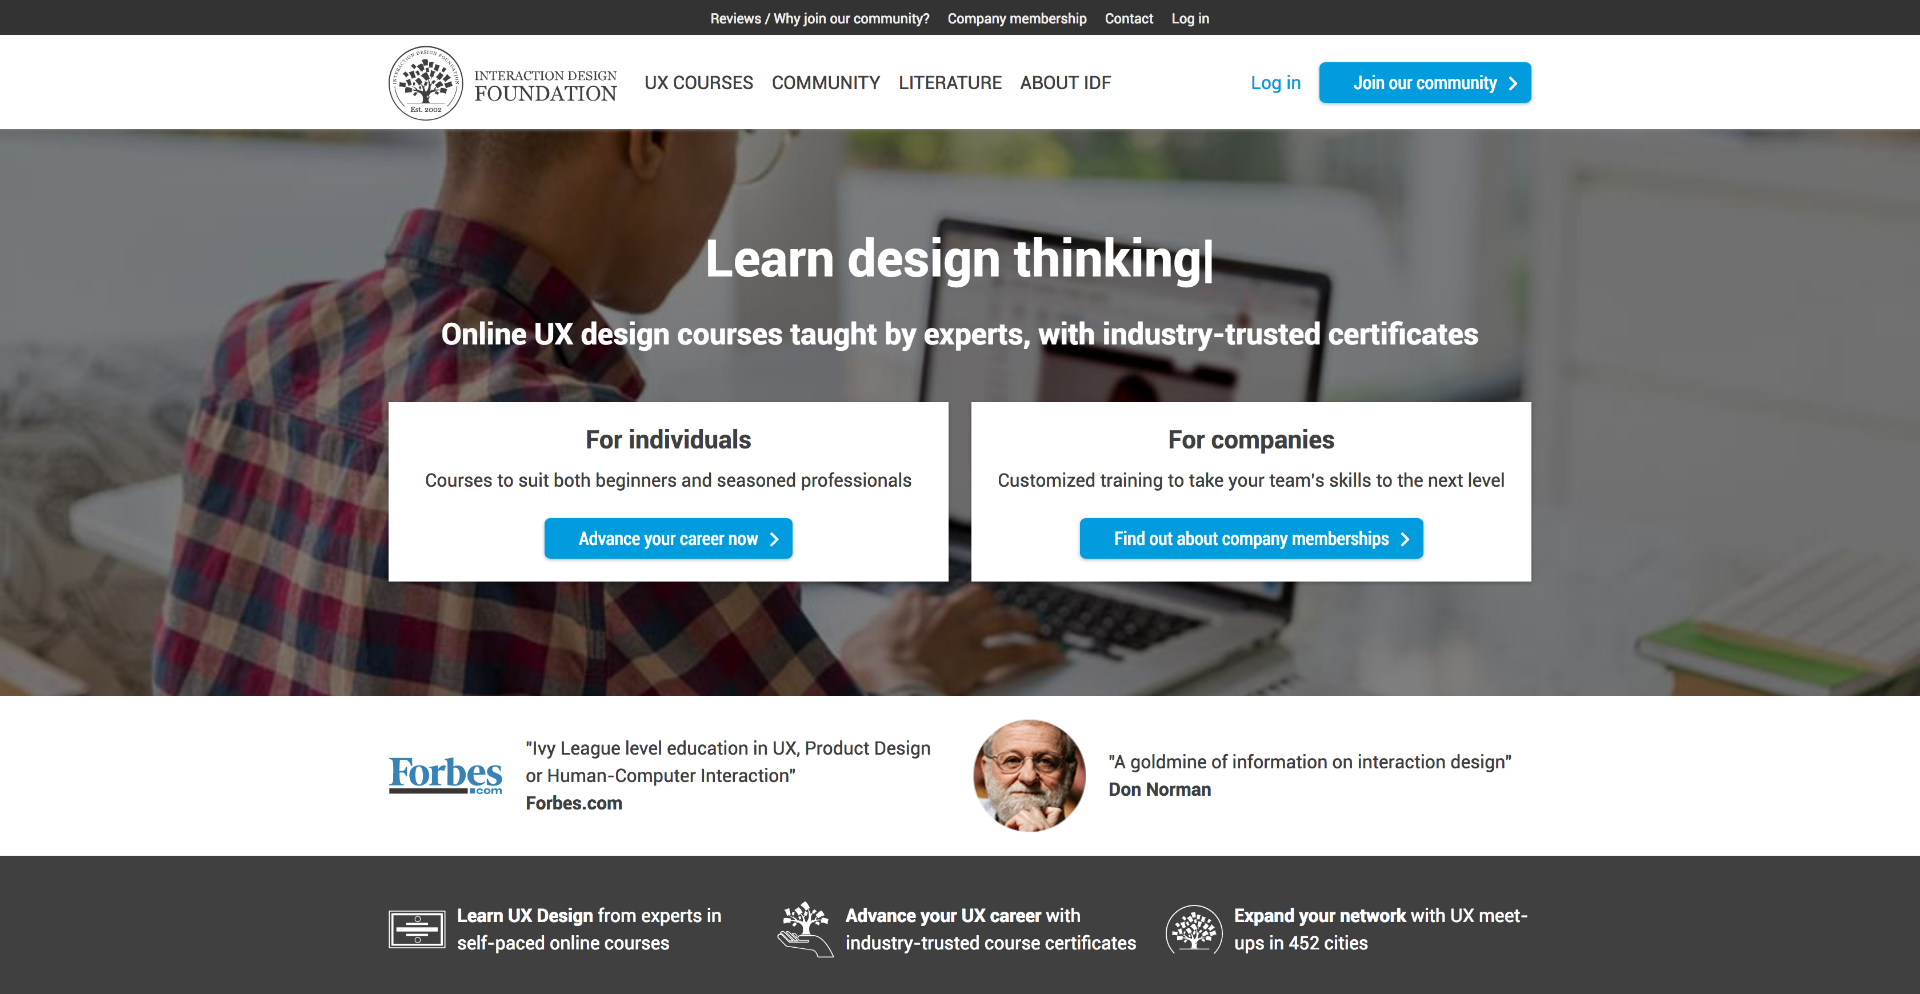 Reviews / Why join our community? Company membership Contact Log in
INTERACTION DESIGN FOUNDATION
Est. 2002
INTERACTION DESIGN
FOUNDATION
UX COURSES COMMUNITY LITERATURE ABOUT IDF
Log in
Join our community
Learn design thinking|
Online UX design courses taught by experts, with industry-trusted certificates
For individuals
Courses to suit both beginners and seasoned professionals
Advance your career now
For companies
Customized training to take your team's skills to the next level
Find out about company memberships
Forbes
.com
"Ivy League level education in UX, Product Design
or Human-Computer Interaction"
Forbes.com
"A goldmine of information on interaction design"
Don Norman
Learn UX Design from experts in
self-paced online courses
Advance your UX career with
industry-trusted course certificates
Expand your network with UX meet-
ups in 452 cities